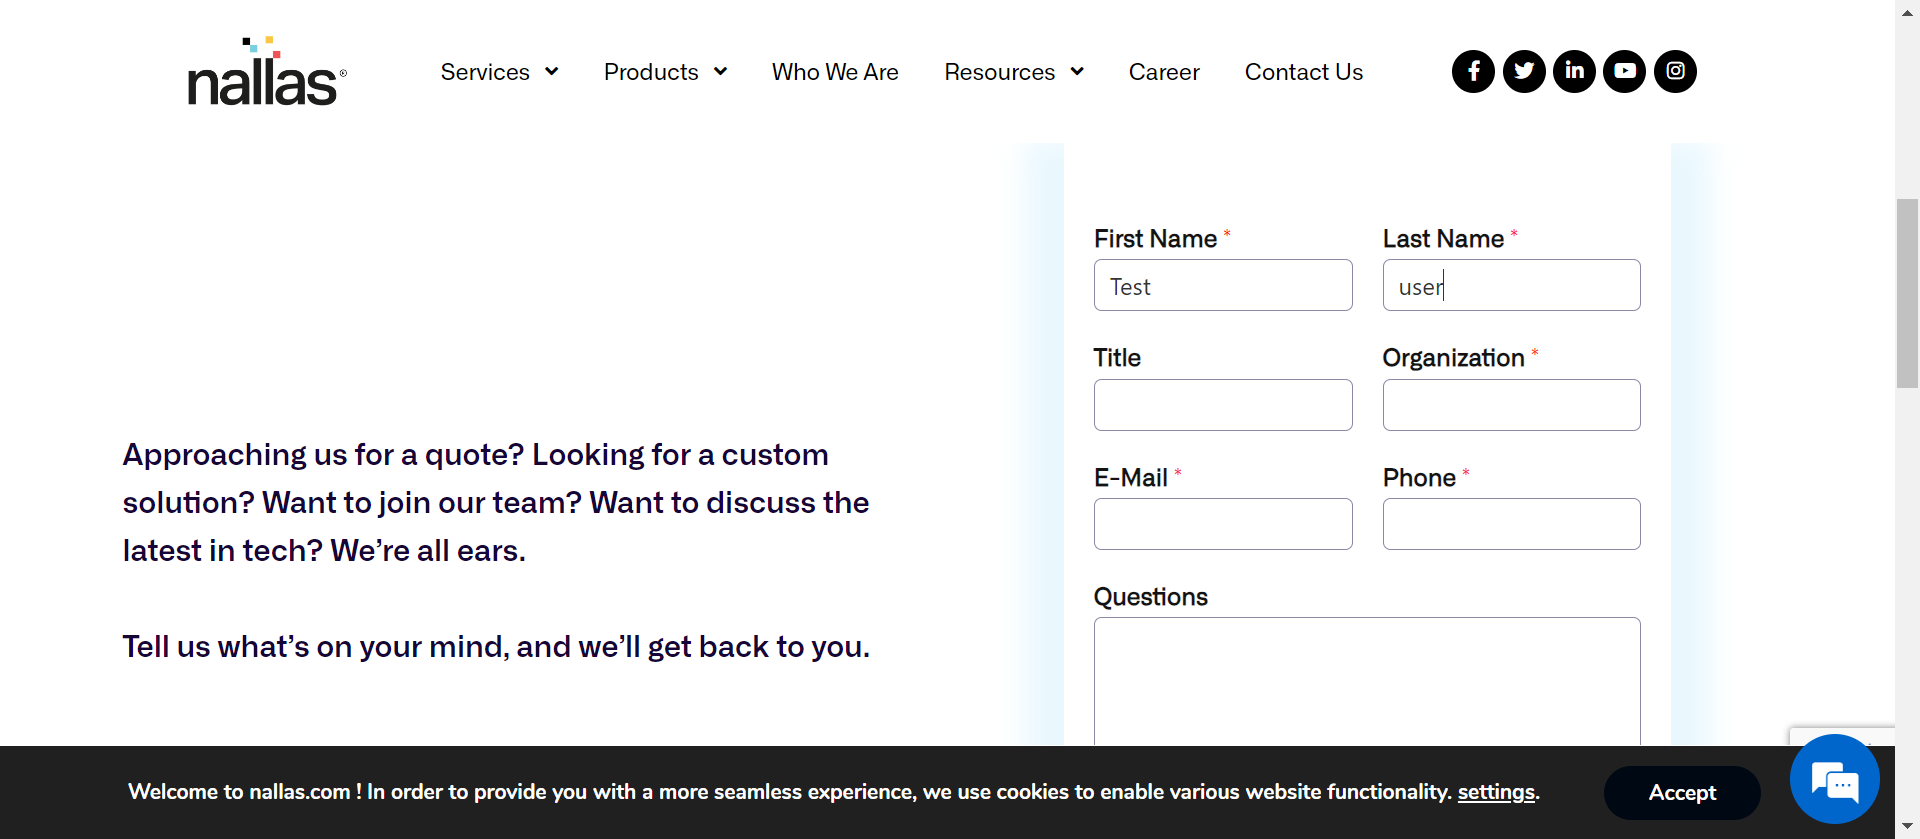 nallas®
Services
Products
Who We Are
Resources
Career
Contact Us
First Name *
Last Name *
Test
user
Title
Organization *
E-Mail *
Phone *
Questions
Approaching us for a quote? Looking for a custom
solution? Want to join our team? Want to discuss the
latest in tech? We’re all ears.
Tell us what’s on your mind, and we’ll get back to you.
Welcome to nallas.com ! In order to provide you with a more seamless experience, we use cookies to enable various website functionality. settings.
Accept